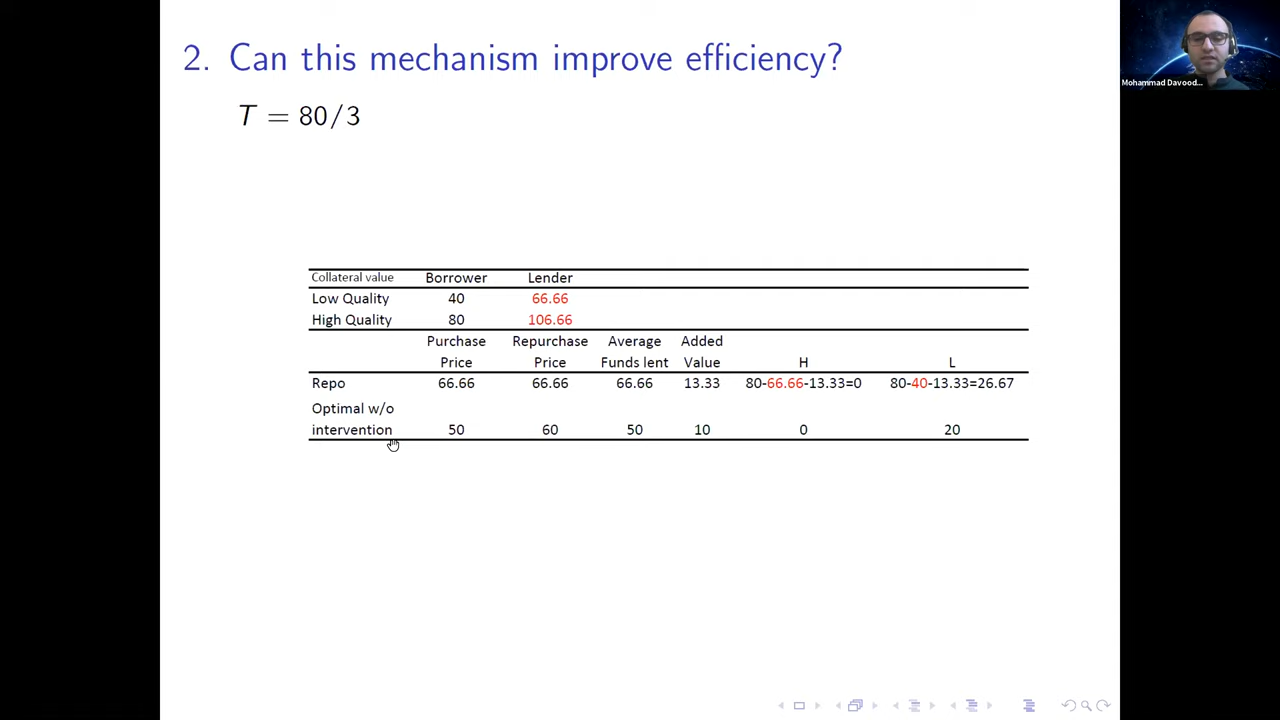 2. Can this mechanism improve efficiency?
T = 80/3
Mohammad Davood...
Collateral value Borrower Lender
Low Quality 40 66.66
High Quality 80 106.66
Purchase Repurchase Average Added
Price Price Funds lent Value H L
Repo 66.66 66.66 66.66 13.33 80-66.66-13.33=0 80-40-13.33=26.67
Optimal w/o
intervention 50 60 50 10 0 20